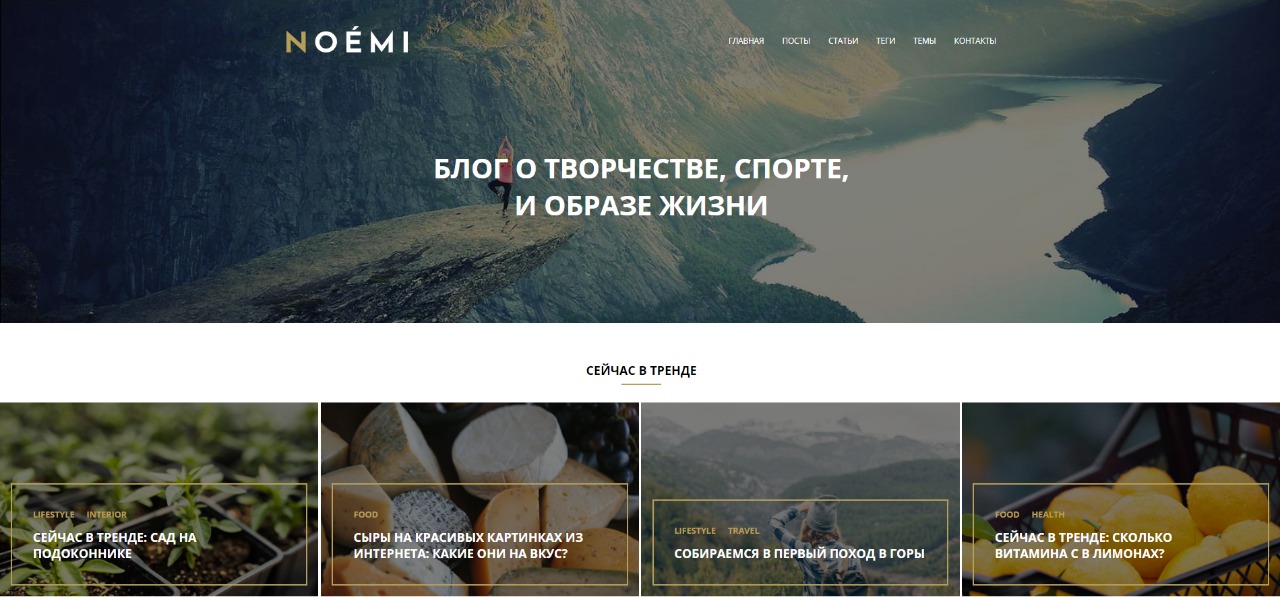 NOÉMI
ГЛАВНАЯ ПОСТЫ СТАТЬИ ТЕГИ ТЕМЫ КОНТАКТЫ
БЛОГ О ТВОРЧЕСТВЕ, СПОРТЕ,
И ОБРАЗЕ ЖИЗНИ
СЕЙЧАС В ТРЕНДЕ
LIFESTYLE INTERIOR
СЕЙЧАС В ТРЕНДЕ: САД НА
ПОДОКОННИКЕ
FOOD
СЫРЫ НА КРАСИВЫХ КАРТИНКАХ ИЗ
ИНТЕРНЕТА: КАКИЕ ОНИ НА ВКУС?
LIFESTYLE TRAVEL
СОБИРАЕМСЯ В ПЕРВЫЙ ПОХОД В ГОРЫ
FOOD HEALTH
СЕЙЧАС В ТРЕНДЕ: СКОЛЬКО
ВИТАМИНА С В ЛИМОНАХ?